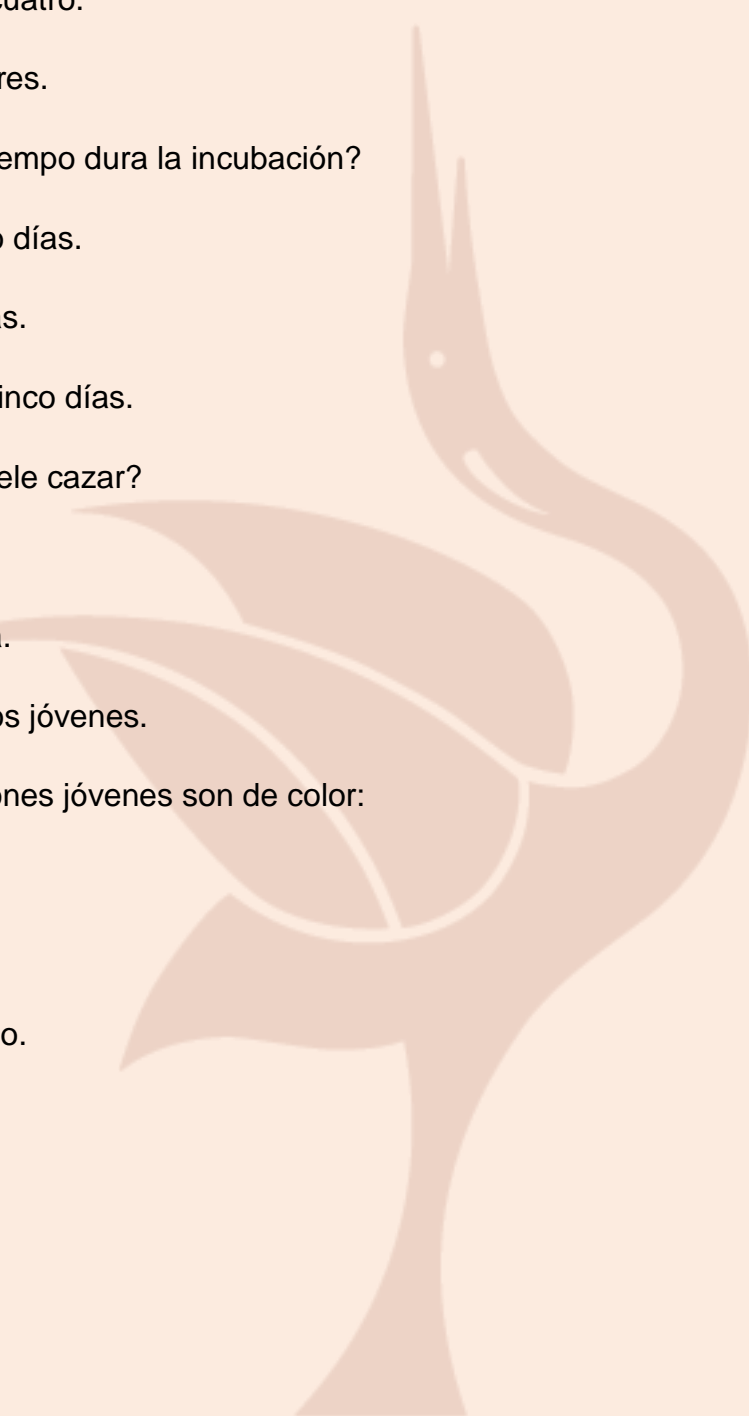 cuatro.
res.
empo dura la incubación?
o días.
as.
inco días.
ele cazar?
a.
os jóvenes.
ones jóvenes son de color:
o.